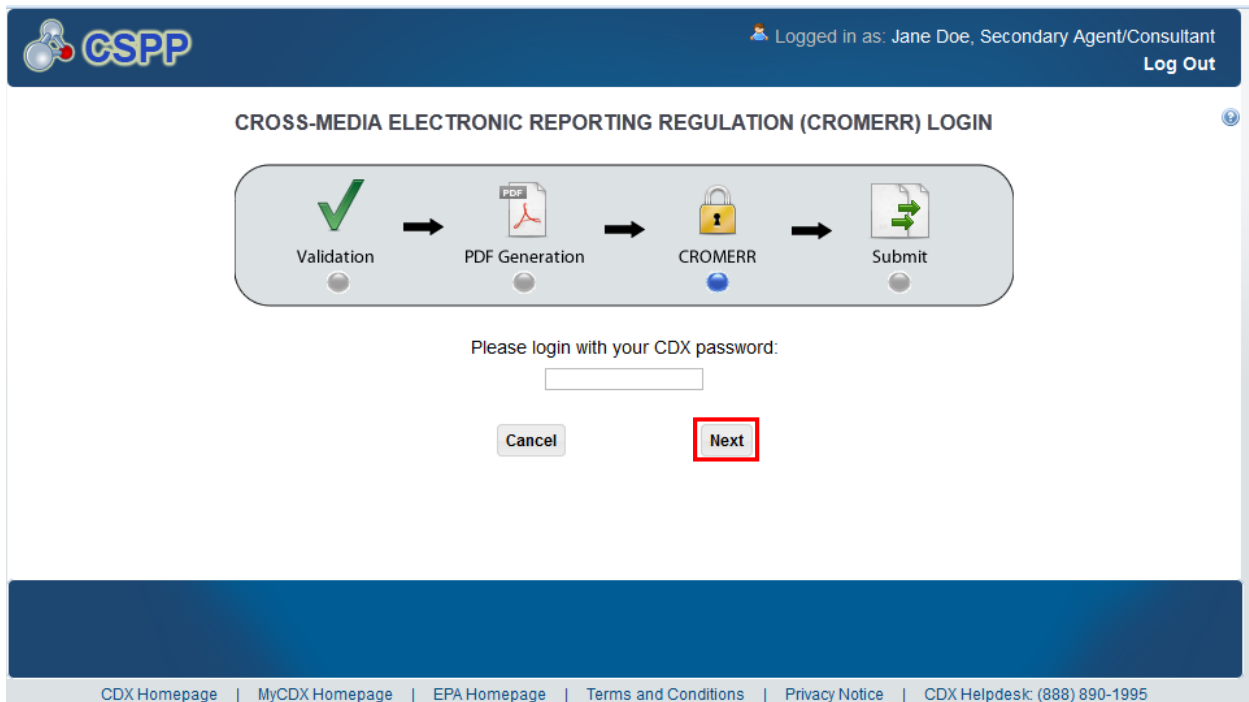 CSPP
Logged in as: Jane Doe, Secondary Agent/Consultant
Log Out
CROSS-MEDIA ELECTRONIC REPORTING REGULATION (CROMERR) LOGIN
?
PDF
Validation PDF Generation CROMERR Submit
Please login with your CDX password:
Cancel Next
CDX Homepage | MyCDX Homepage | EPA Homepage | Terms and Conditions | Privacy Notice | CDX Helpdesk: (888) 890-1995